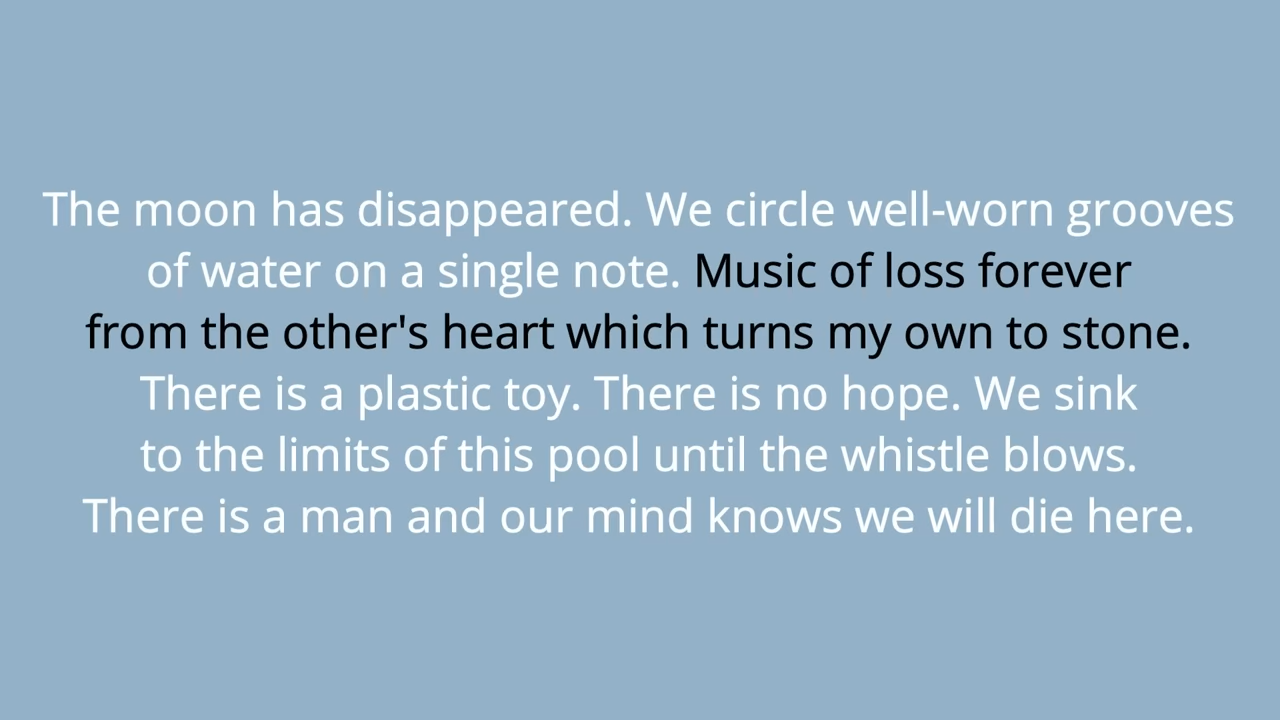 The moon has disappeared. We circle well-worn grooves
of water on a single note. Music of loss forever
from the other's heart which turns my own to stone.
There is a plastic toy. There is no hope. We sink
to the limits of this pool until the whistle blows.
There is a man and our mind knows we will die here.